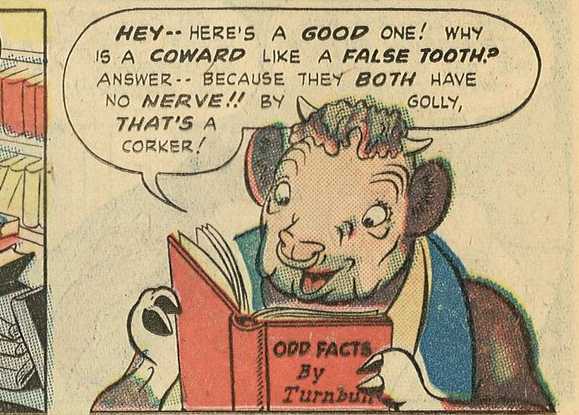 HEY-- HERE'S A GOOD ONE! WHY
IS A COWARD LIKE A FALSE TOOTH?
ANSWER-- BECAUSE THEY BOTH HAVE
NO NERVE!! BY GOLLY,
THAT'S A
CORKER!
ODD FACTS
By
Turnbull